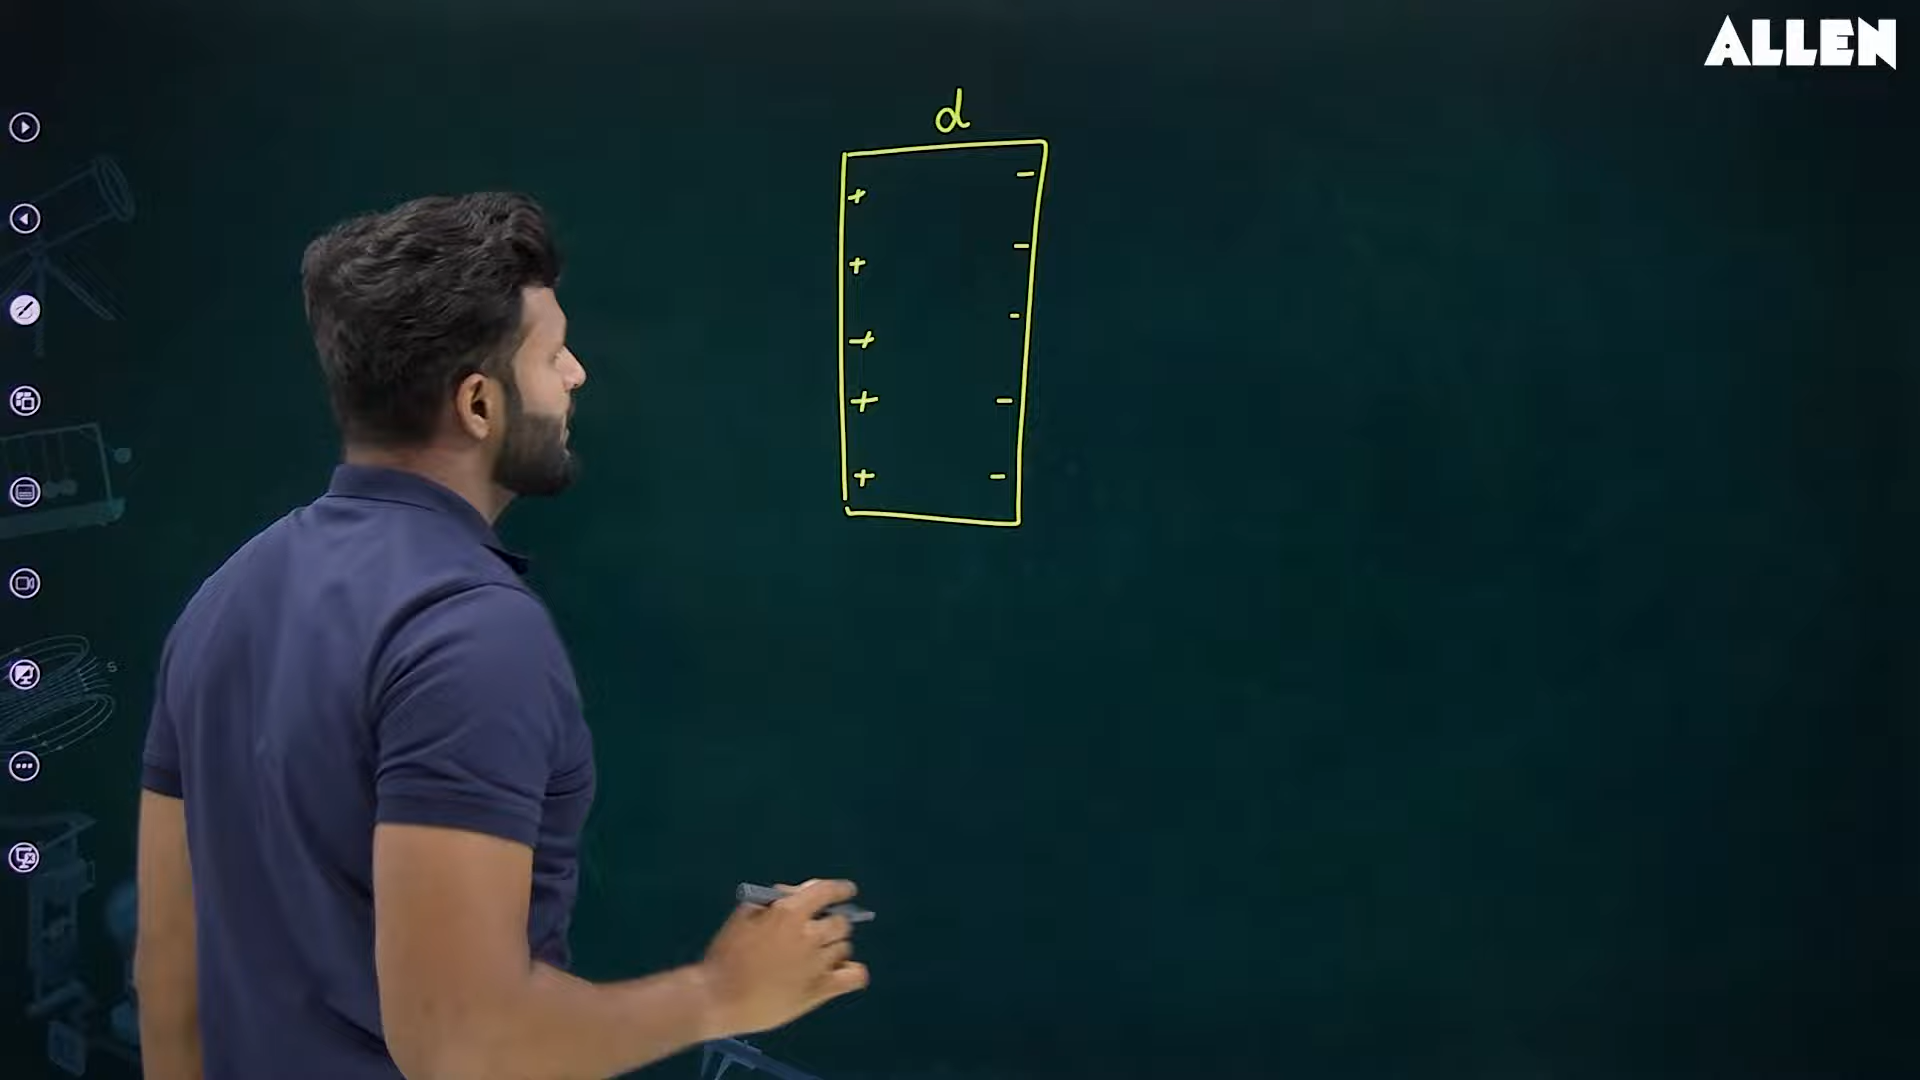 ALLEN
d
+ -
+ -
+ -
+ -
+ -